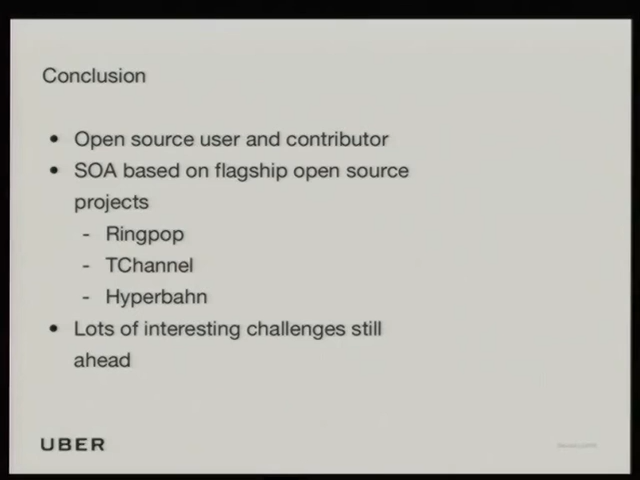 Conclusion
• Open source user and contributor
• SOA based on flagship open source
projects
- Ringpop
- TChannel
- Hyperbahn
• Lots of interesting challenges still
ahead
UBER